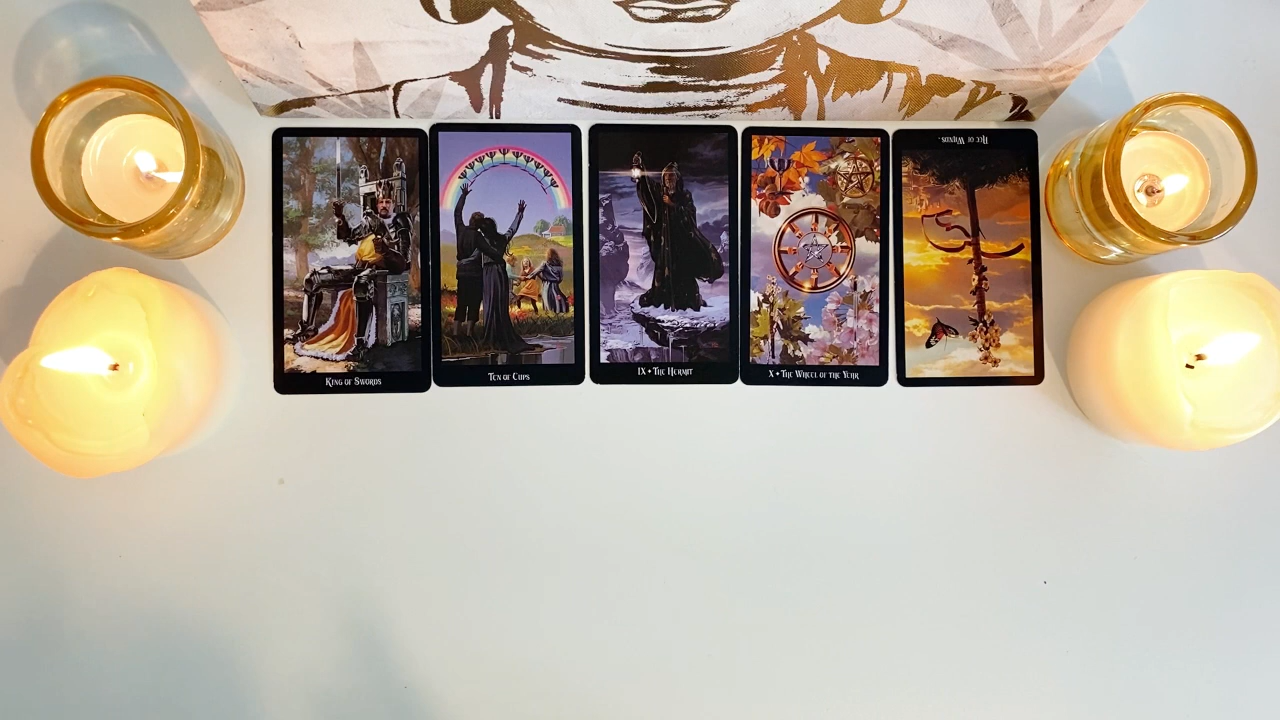 King of Swords
Ten of Cups
IX ✦ The Hermit
X ✦ The Wheel of the Year
Ace of Wands